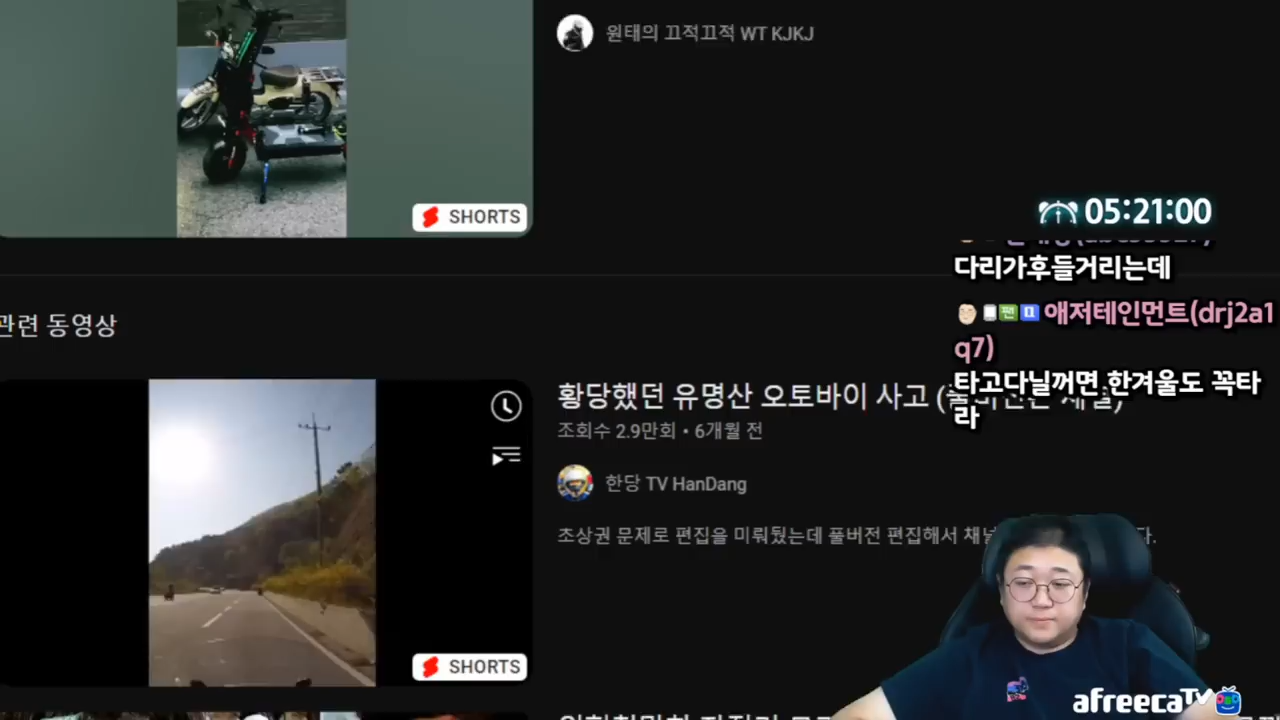 원태의 끄적끄적 WT KJKJ
SHORTS
05:21:00
다리가후들거리는데
관련 동영상
애저테인먼트(drj2a1
q7)
타고다닐꺼면 한겨울도 꼭타
라
황당했던 유명산 오토바이 사고
조회수 2.9만회 • 6개월 전
한당 TV HanDang
초상권 문제로 편집을 미뤄뒀는데 풀버전 편집해서
SHORTS
afreecaTV